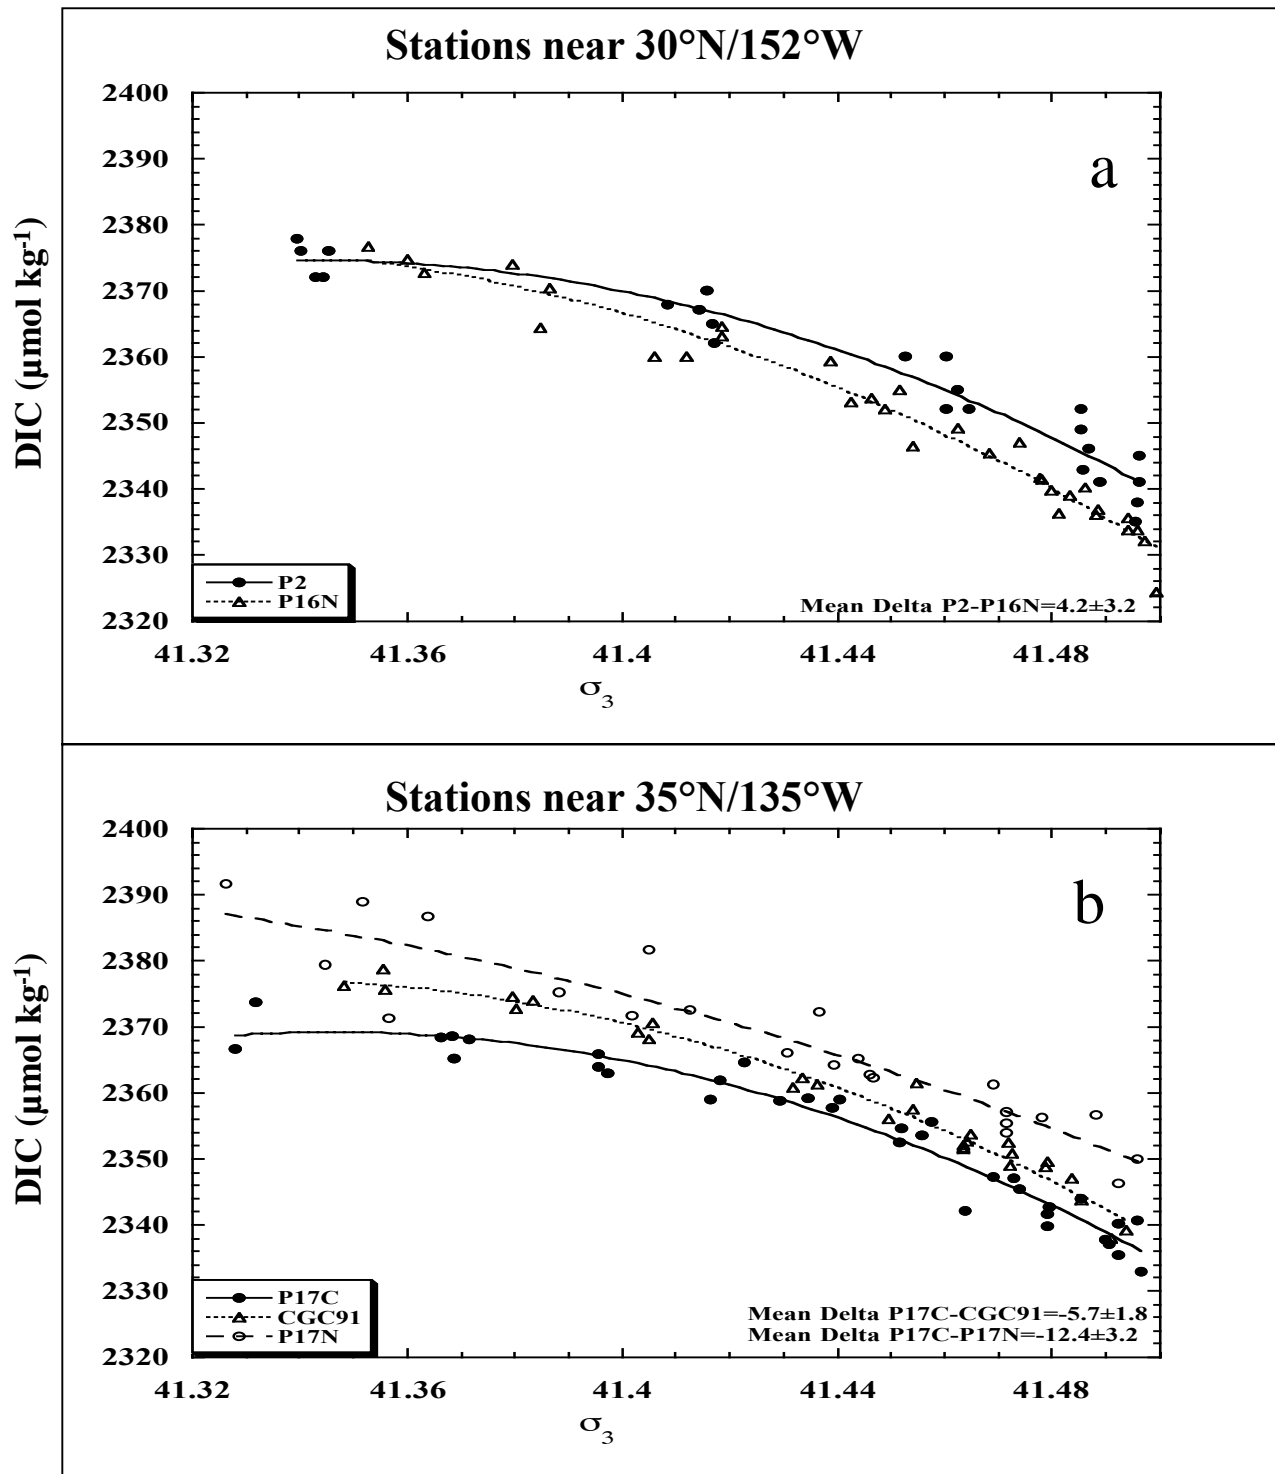 Stations near 30°N/152°W
a
2400
2390
2380
2370
2360
2350
2340
2330
2320
DIC (µmol kg-1)
P2
P16N
Mean Delta P2-P16N=4.2±3.2
41.32 41.36 41.4 41.44 41.48
σ3
Stations near 35°N/135°W
b
2400
2390
2380
2370
2360
2350
2340
2330
2320
DIC (µmol kg-1)
P17C
CGC91
P17N
Mean Delta P17C-CGC91=-5.7±1.8
Mean Delta P17C-P17N=-12.4±3.2
41.32 41.36 41.4 41.44 41.48
σ3